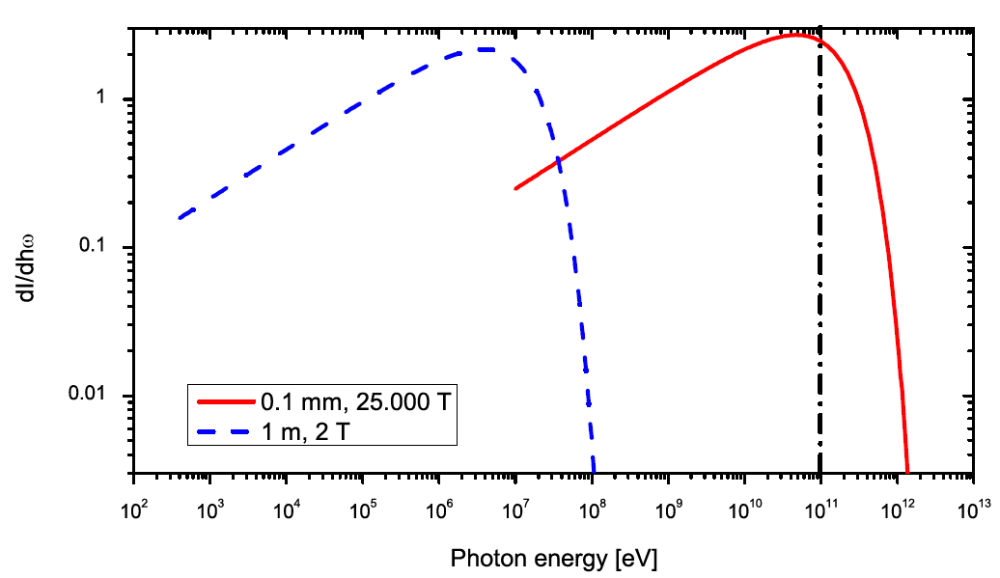 dI/dhω
1
0.1
0.01
0.1 mm, 25.000 T
1 m, 2 T
10² 10³ 10⁴ 10⁵ 10⁶ 10⁷ 10⁸ 10⁹ 10¹⁰ 10¹¹ 10¹² 10¹³
Photon energy [eV]